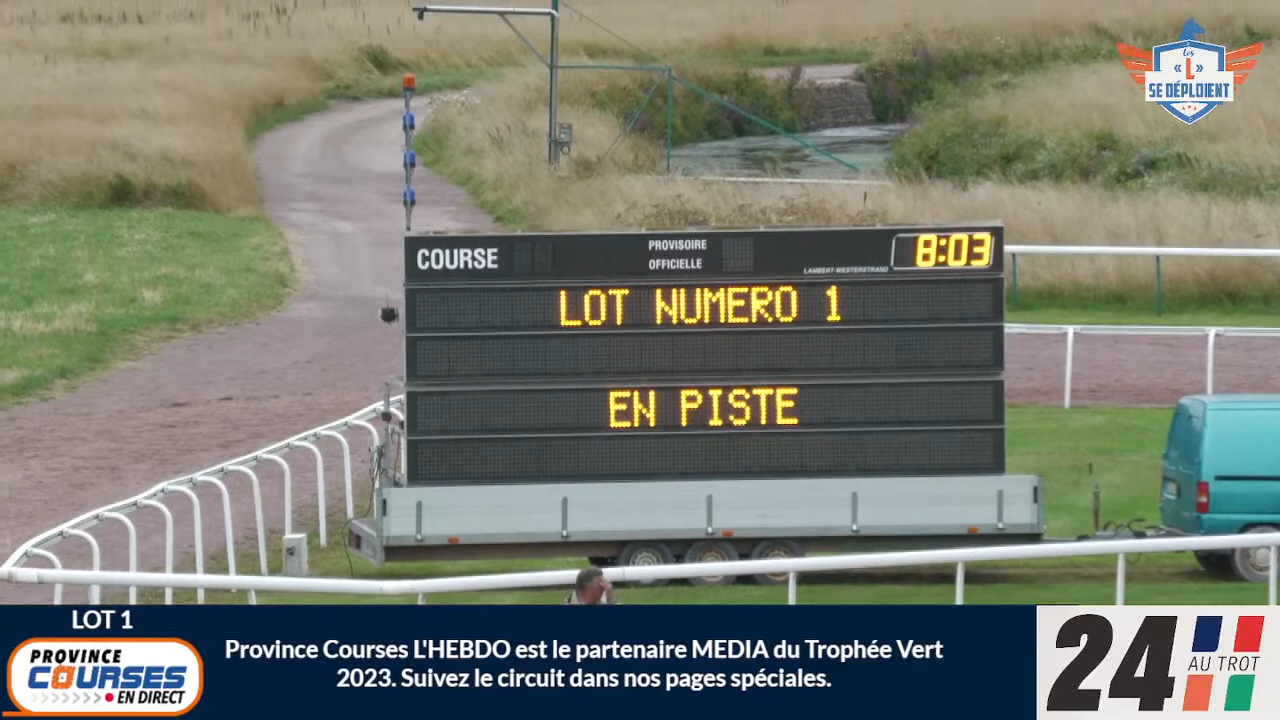 Les
« L »
SE DÉPLOIENT
COURSE
PROVISOIRE
OFFICIELLE
LAMBERT-WESTERSTRAND
8:03
LOT NUMERO 1
EN PISTE
LOT 1
PROVINCE
COURSES
EN DIRECT
Province Courses L'HEBDO est le partenaire MEDIA du Trophée Vert
2023. Suivez le circuit dans nos pages spéciales.
24
AU TROT